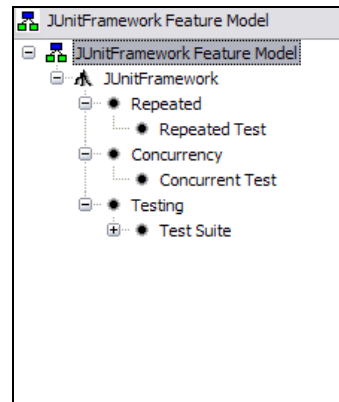 JUnitFramework Feature Model
JUnitFramework Feature Model
JUnitFramework
Repeated
Repeated Test
Concurrency
Concurrent Test
Testing
Test Suite